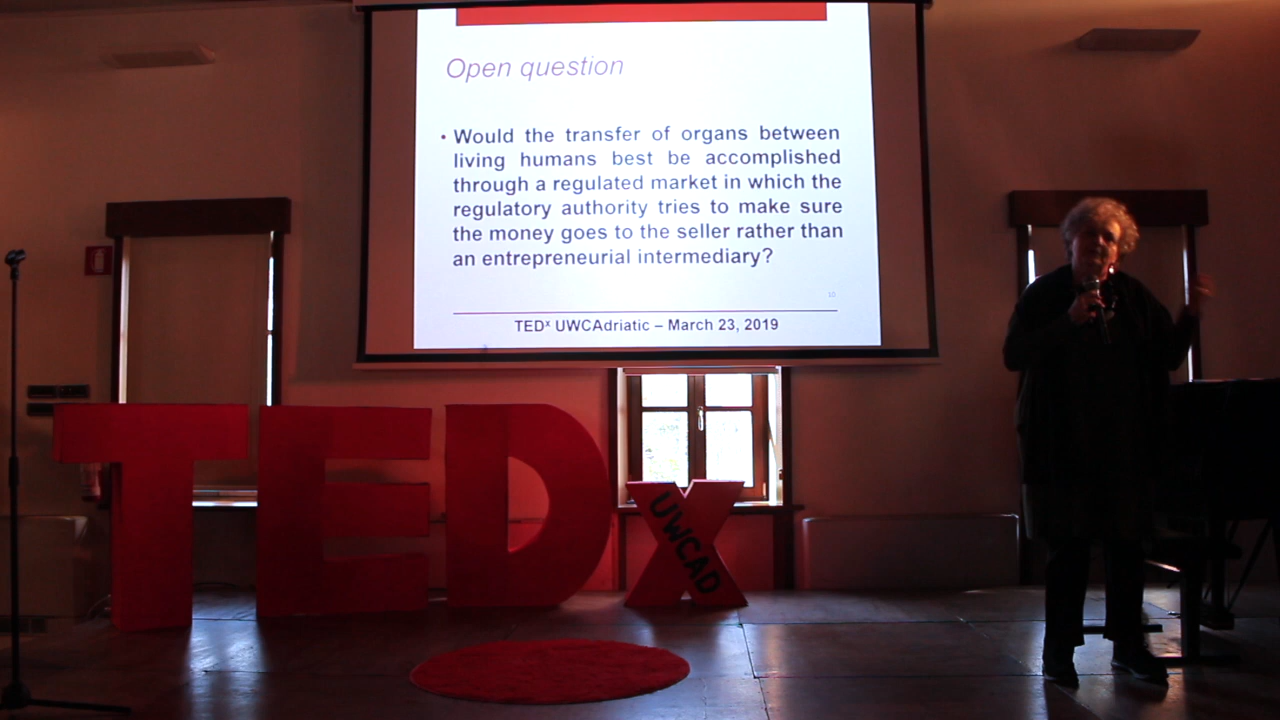 Open question
• Would the transfer of organs between
living humans best be accomplished
through a regulated market in which the
regulatory authority tries to make sure
the money goes to the seller rather than
an entrepreneurial intermediary?
10
TEDˣ UWCAdriatic – March 23, 2019
TEDx
UWCAD